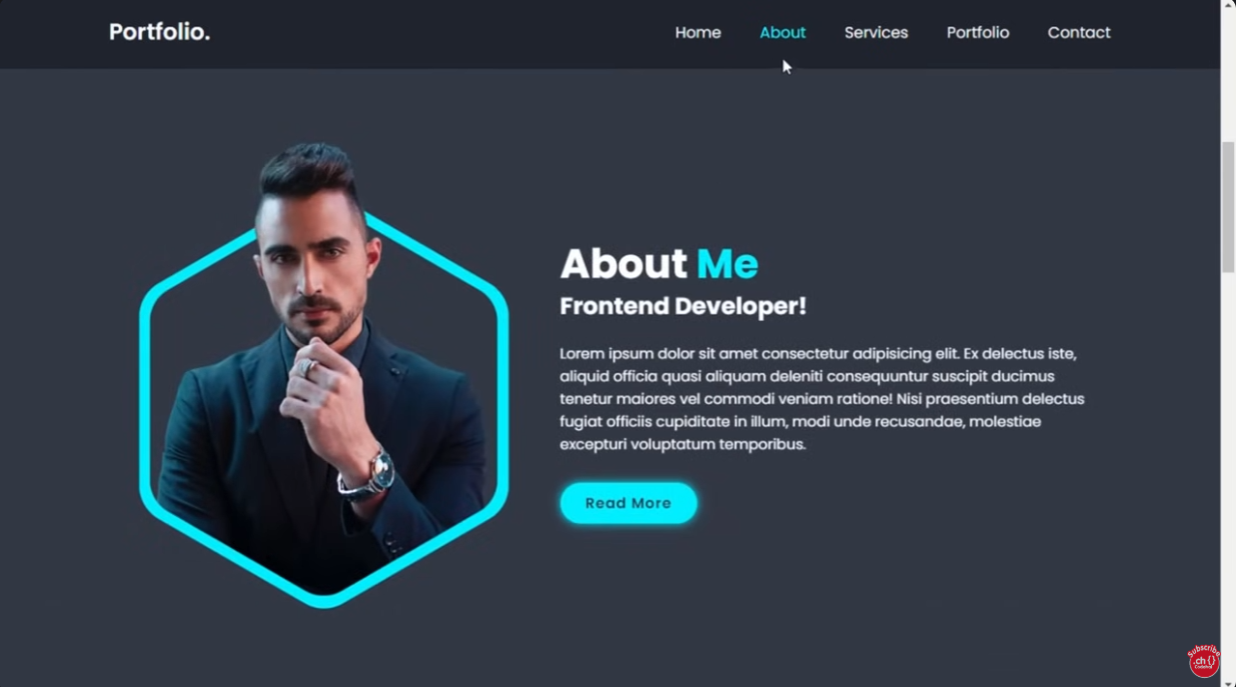 Portfolio.
Home About Services Portfolio Contact
About Me
Frontend Developer!
Lorem ipsum dolor sit amet consectetur adipisicing elit. Ex delectus iste,
aliquid officia quasi aliquam deleniti consequuntur suscipit ducimus
tenetur maiores vel commodi veniam ratione! Nisi praesentium delectus
fugiat officiis cupiditate in illum, modi unde recusandae, molestiae
excepturi voluptatum temporibus.
Read More
Subscribe
.ch {}